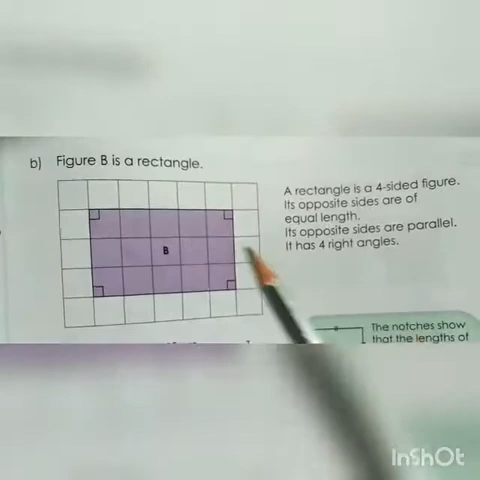 b) Figure B is a rectangle.
A rectangle is a 4-sided figure.
Its opposite sides are of
equal length.
Its opposite sides are parallel.
It has 4 right angles.
B
The notches show
that the lengths of
InShOt